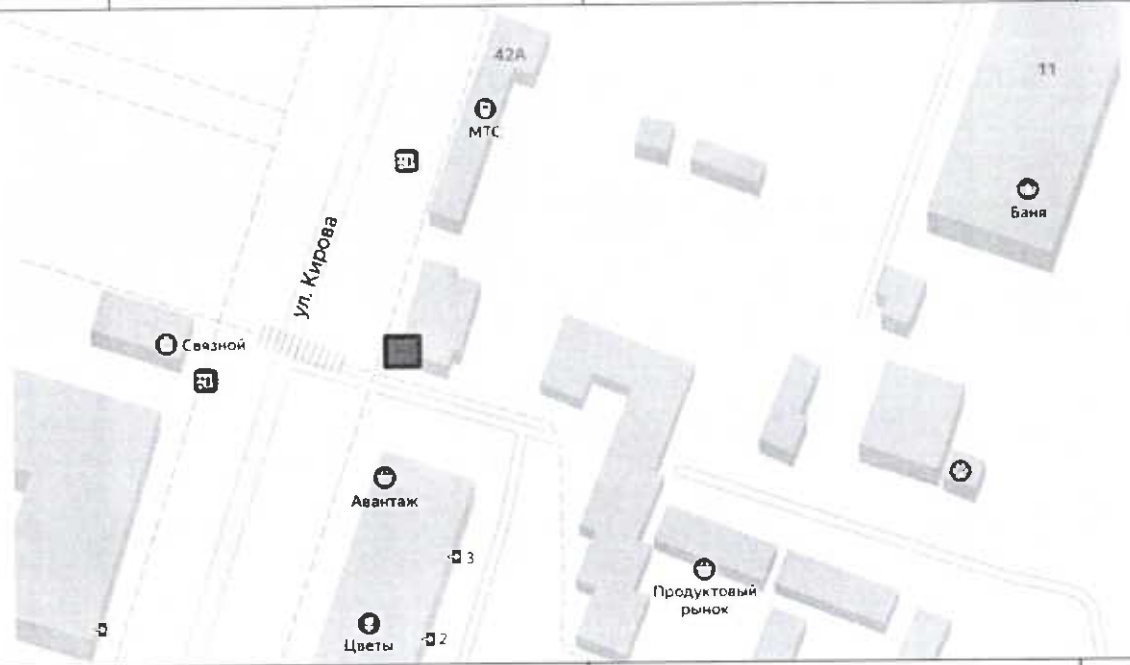 42А
11
МТС
Баня
ул. Кирова
Связной
Авантаж
3
Продуктовый
рынок
Цветы
2